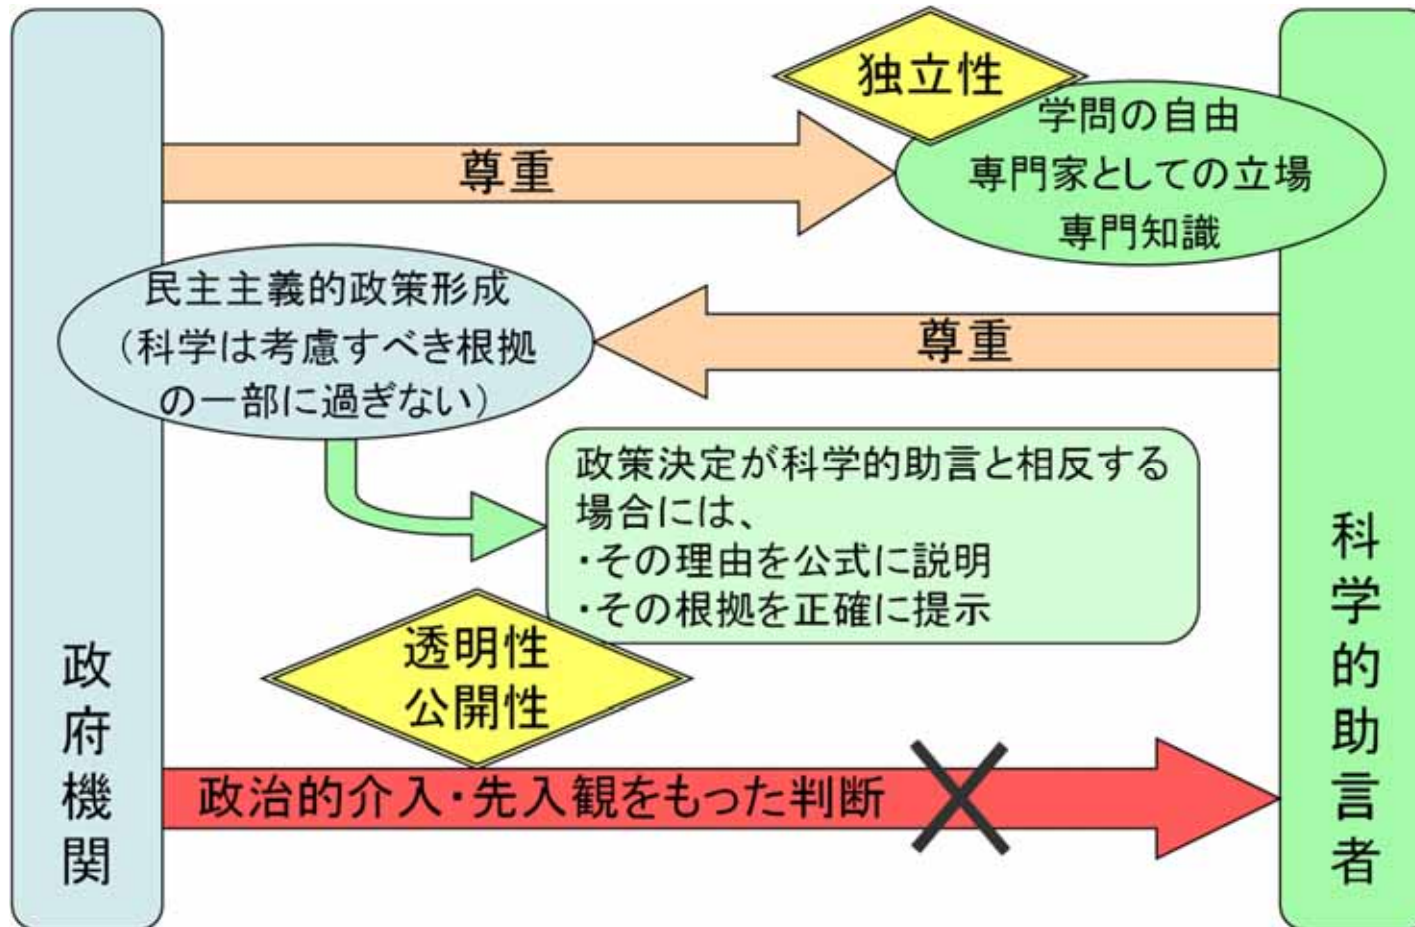 独立性
学問の自由
専門家としての立場
専門知識
尊重
民主主義的政策形成
（科学は考慮すべき根拠
の一部に過ぎない）
尊重
政策決定が科学的助言と相反する
場合には、
・その理由を公式に説明
・その根拠を正確に提示
透明性
公開性
政治的介入・先入観をもった判断
政府機関
科学的助言者